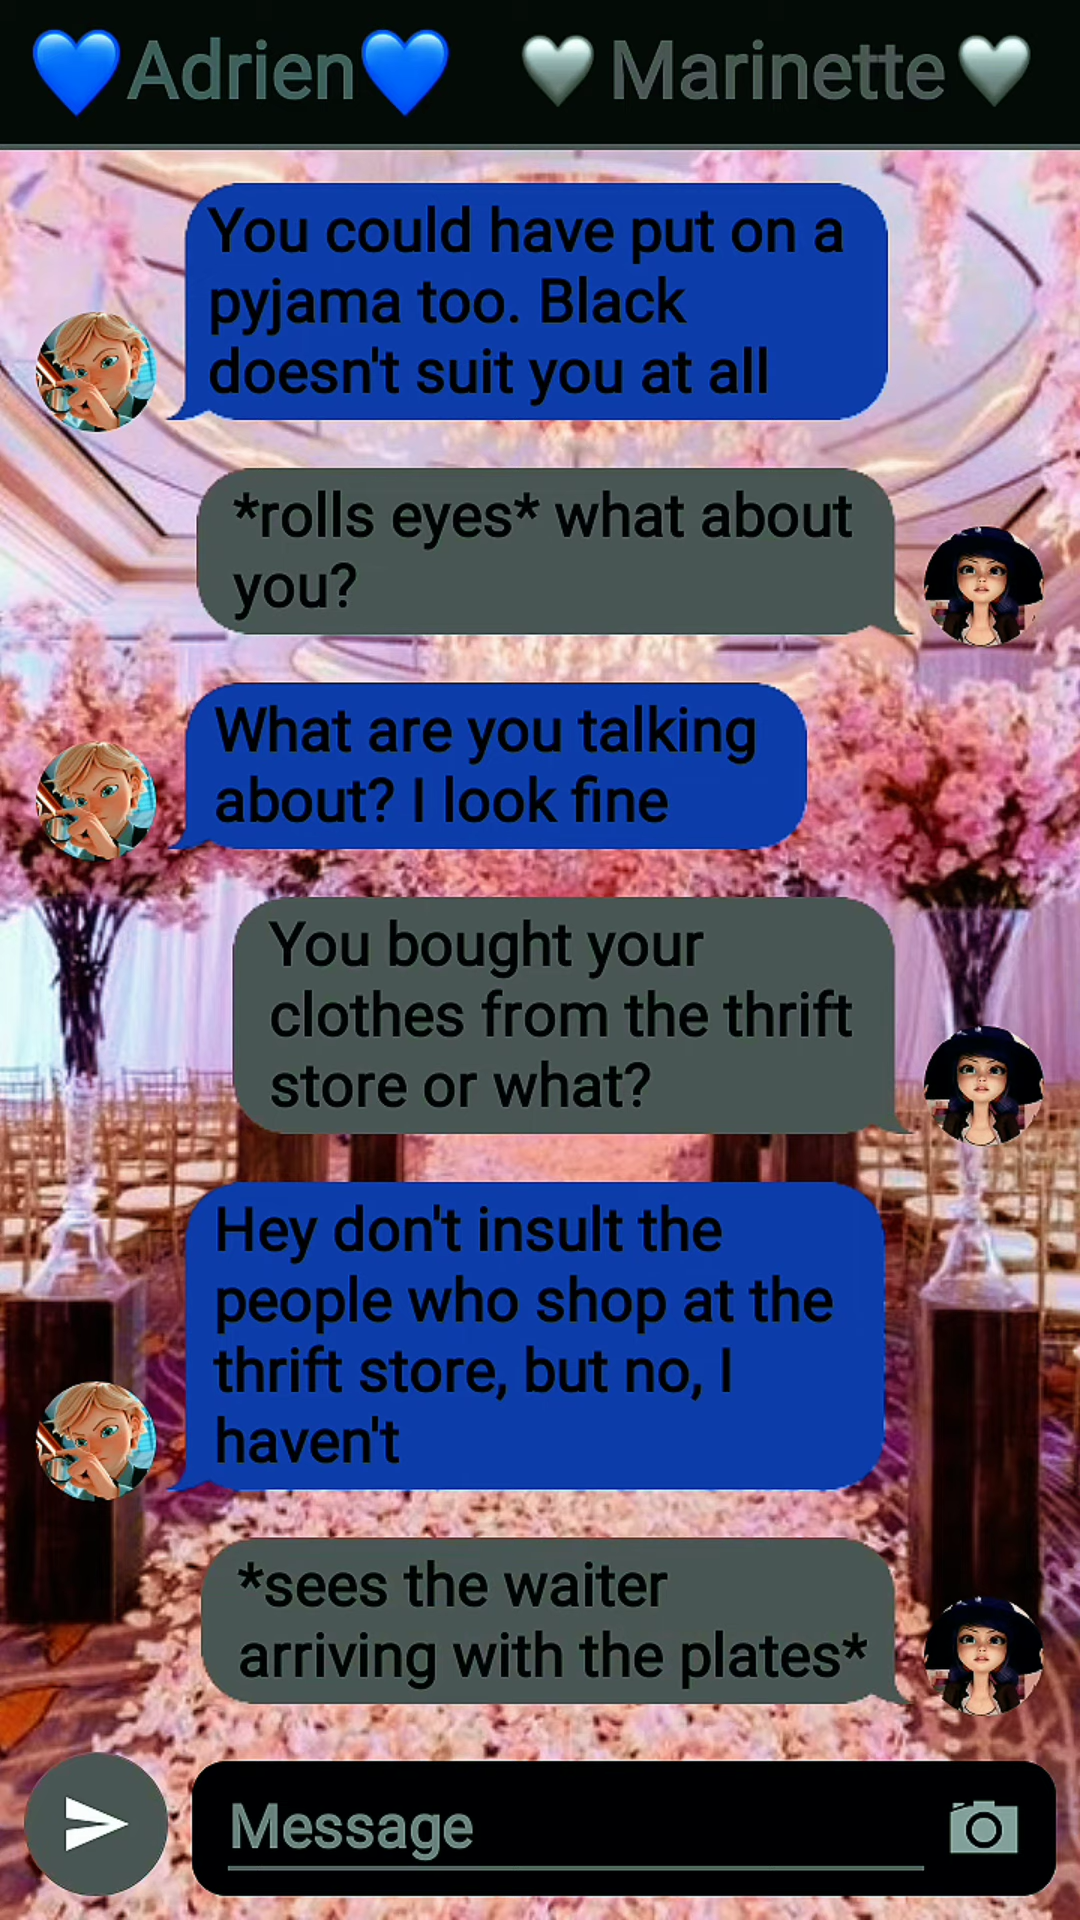 💙Adrien💙 🤍Marinette🤍
You could have put on a
pyjama too. Black
doesn't suit you at all
*rolls eyes* what about
you?
What are you talking
about? I look fine
You bought your
clothes from the thrift
store or what?
Hey don't insult the
people who shop at the
thrift store, but no, I
haven't
*sees the waiter
arriving with the plates*
Message